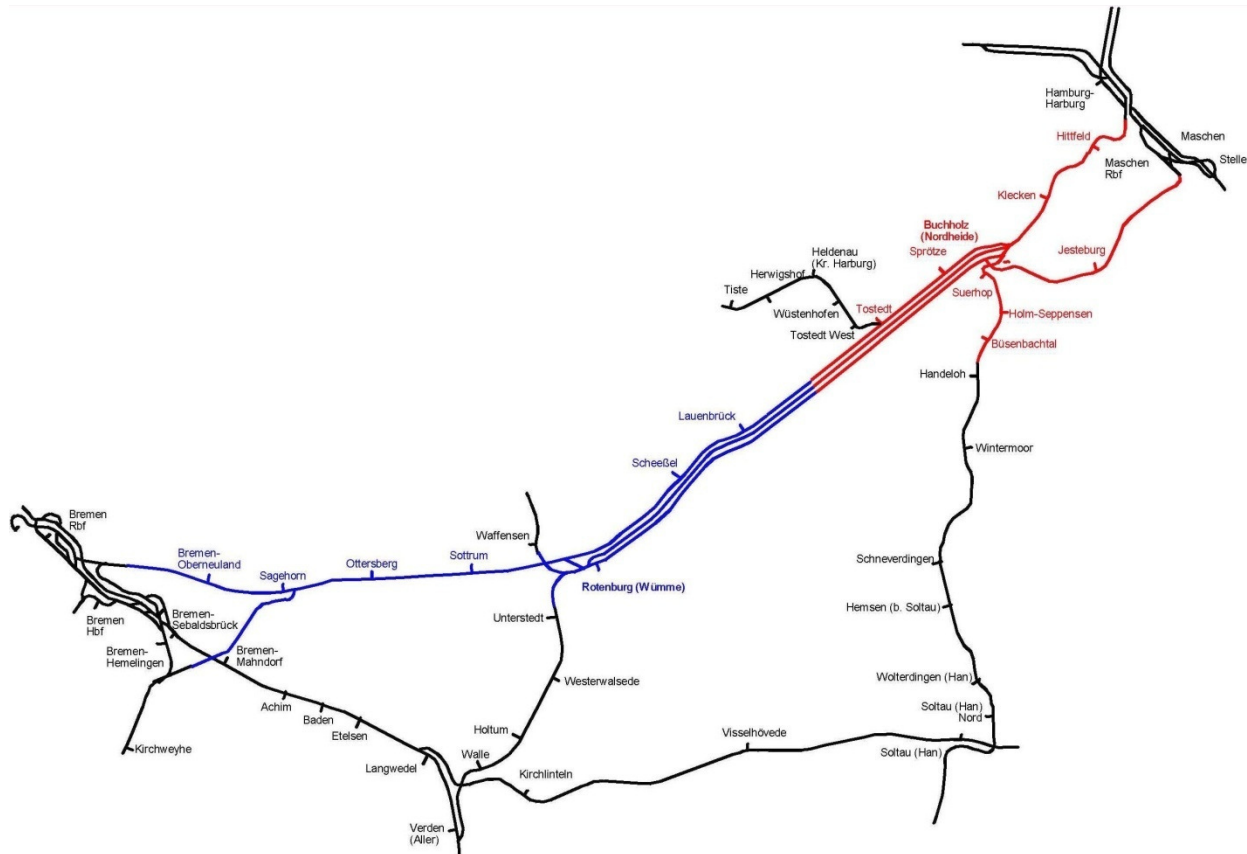 Hamburg-
Harburg
Hittfeld
Maschen
Maschen
Rbf
Stelle
Klecken
Buchholz
(Nordheide)
Sprötze
Jesteburg
Heldenau
(Kr. Harburg)
Herwigshof
Tiste
Wüstenhofen
Tostedt
Tostedt West
Suerhop
Holm-Seppensen
Büsenbachtal
Handeloh
Lauenbrück
Wintermoor
Scheeßel
Bremen
Rbf
Waffensen
Bremen-
Oberneuland
Sagehorn
Ottersberg
Sottrum
Rotenburg (Wümme)
Schneverdingen
Hemsen (b. Soltau)
Bremen
Hbf
Bremen-
Sebaldsbrück
Unterstedt
Bremen-
Hemelingen
Bremen-
Mahndorf
Westerwalsede
Wolterdingen (Han)
Achim
Baden
Etelsen
Soltau (Han)
Nord
Kirchweyhe
Holtum
Visselhövede
Soltau (Han)
Langwedel
Walle
Kirchlinteln
Verden
(Aller)